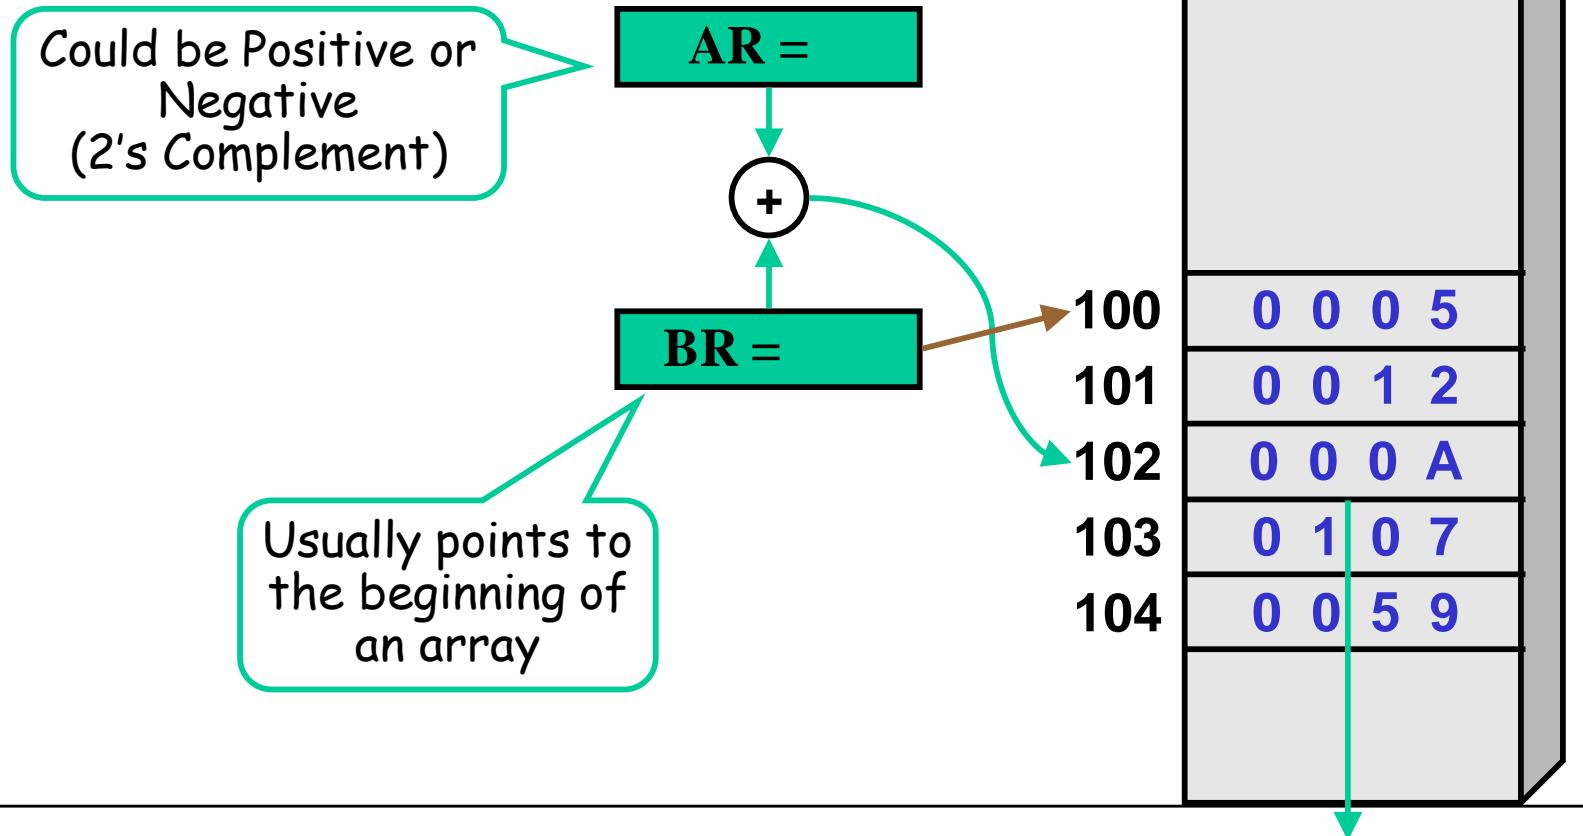 Could be Positive or
Negative
(2's Complement)
AR =
+
BR =
Usually points to
the beginning of
an array
100 0 0 0 5
101 0 0 1 2
102 0 0 0 A
103 0 1 0 7
104 0 0 5 9